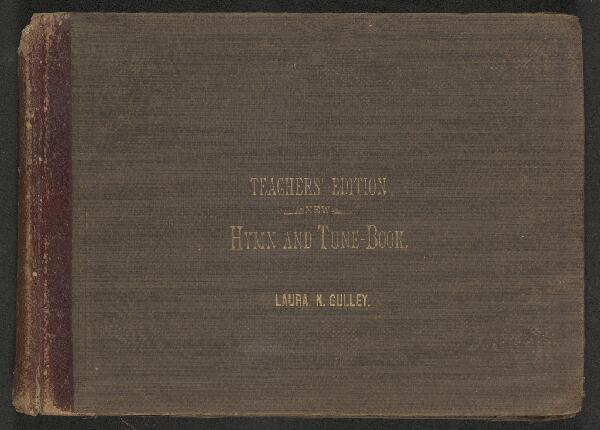 TEACHERS' EDITION
NEW
HYMN AND TUNE-BOOK.
LAURA K. GULLEY.